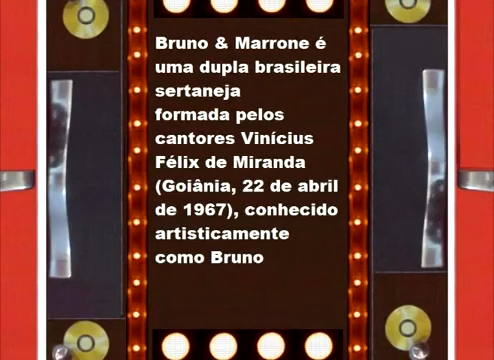 Bruno & Marrone é
uma dupla brasileira
sertaneja
formada pelos
cantores Vinícius
Félix de Miranda
(Goiânia, 22 de abril
de 1967), conhecido
artisticamente
como Bruno